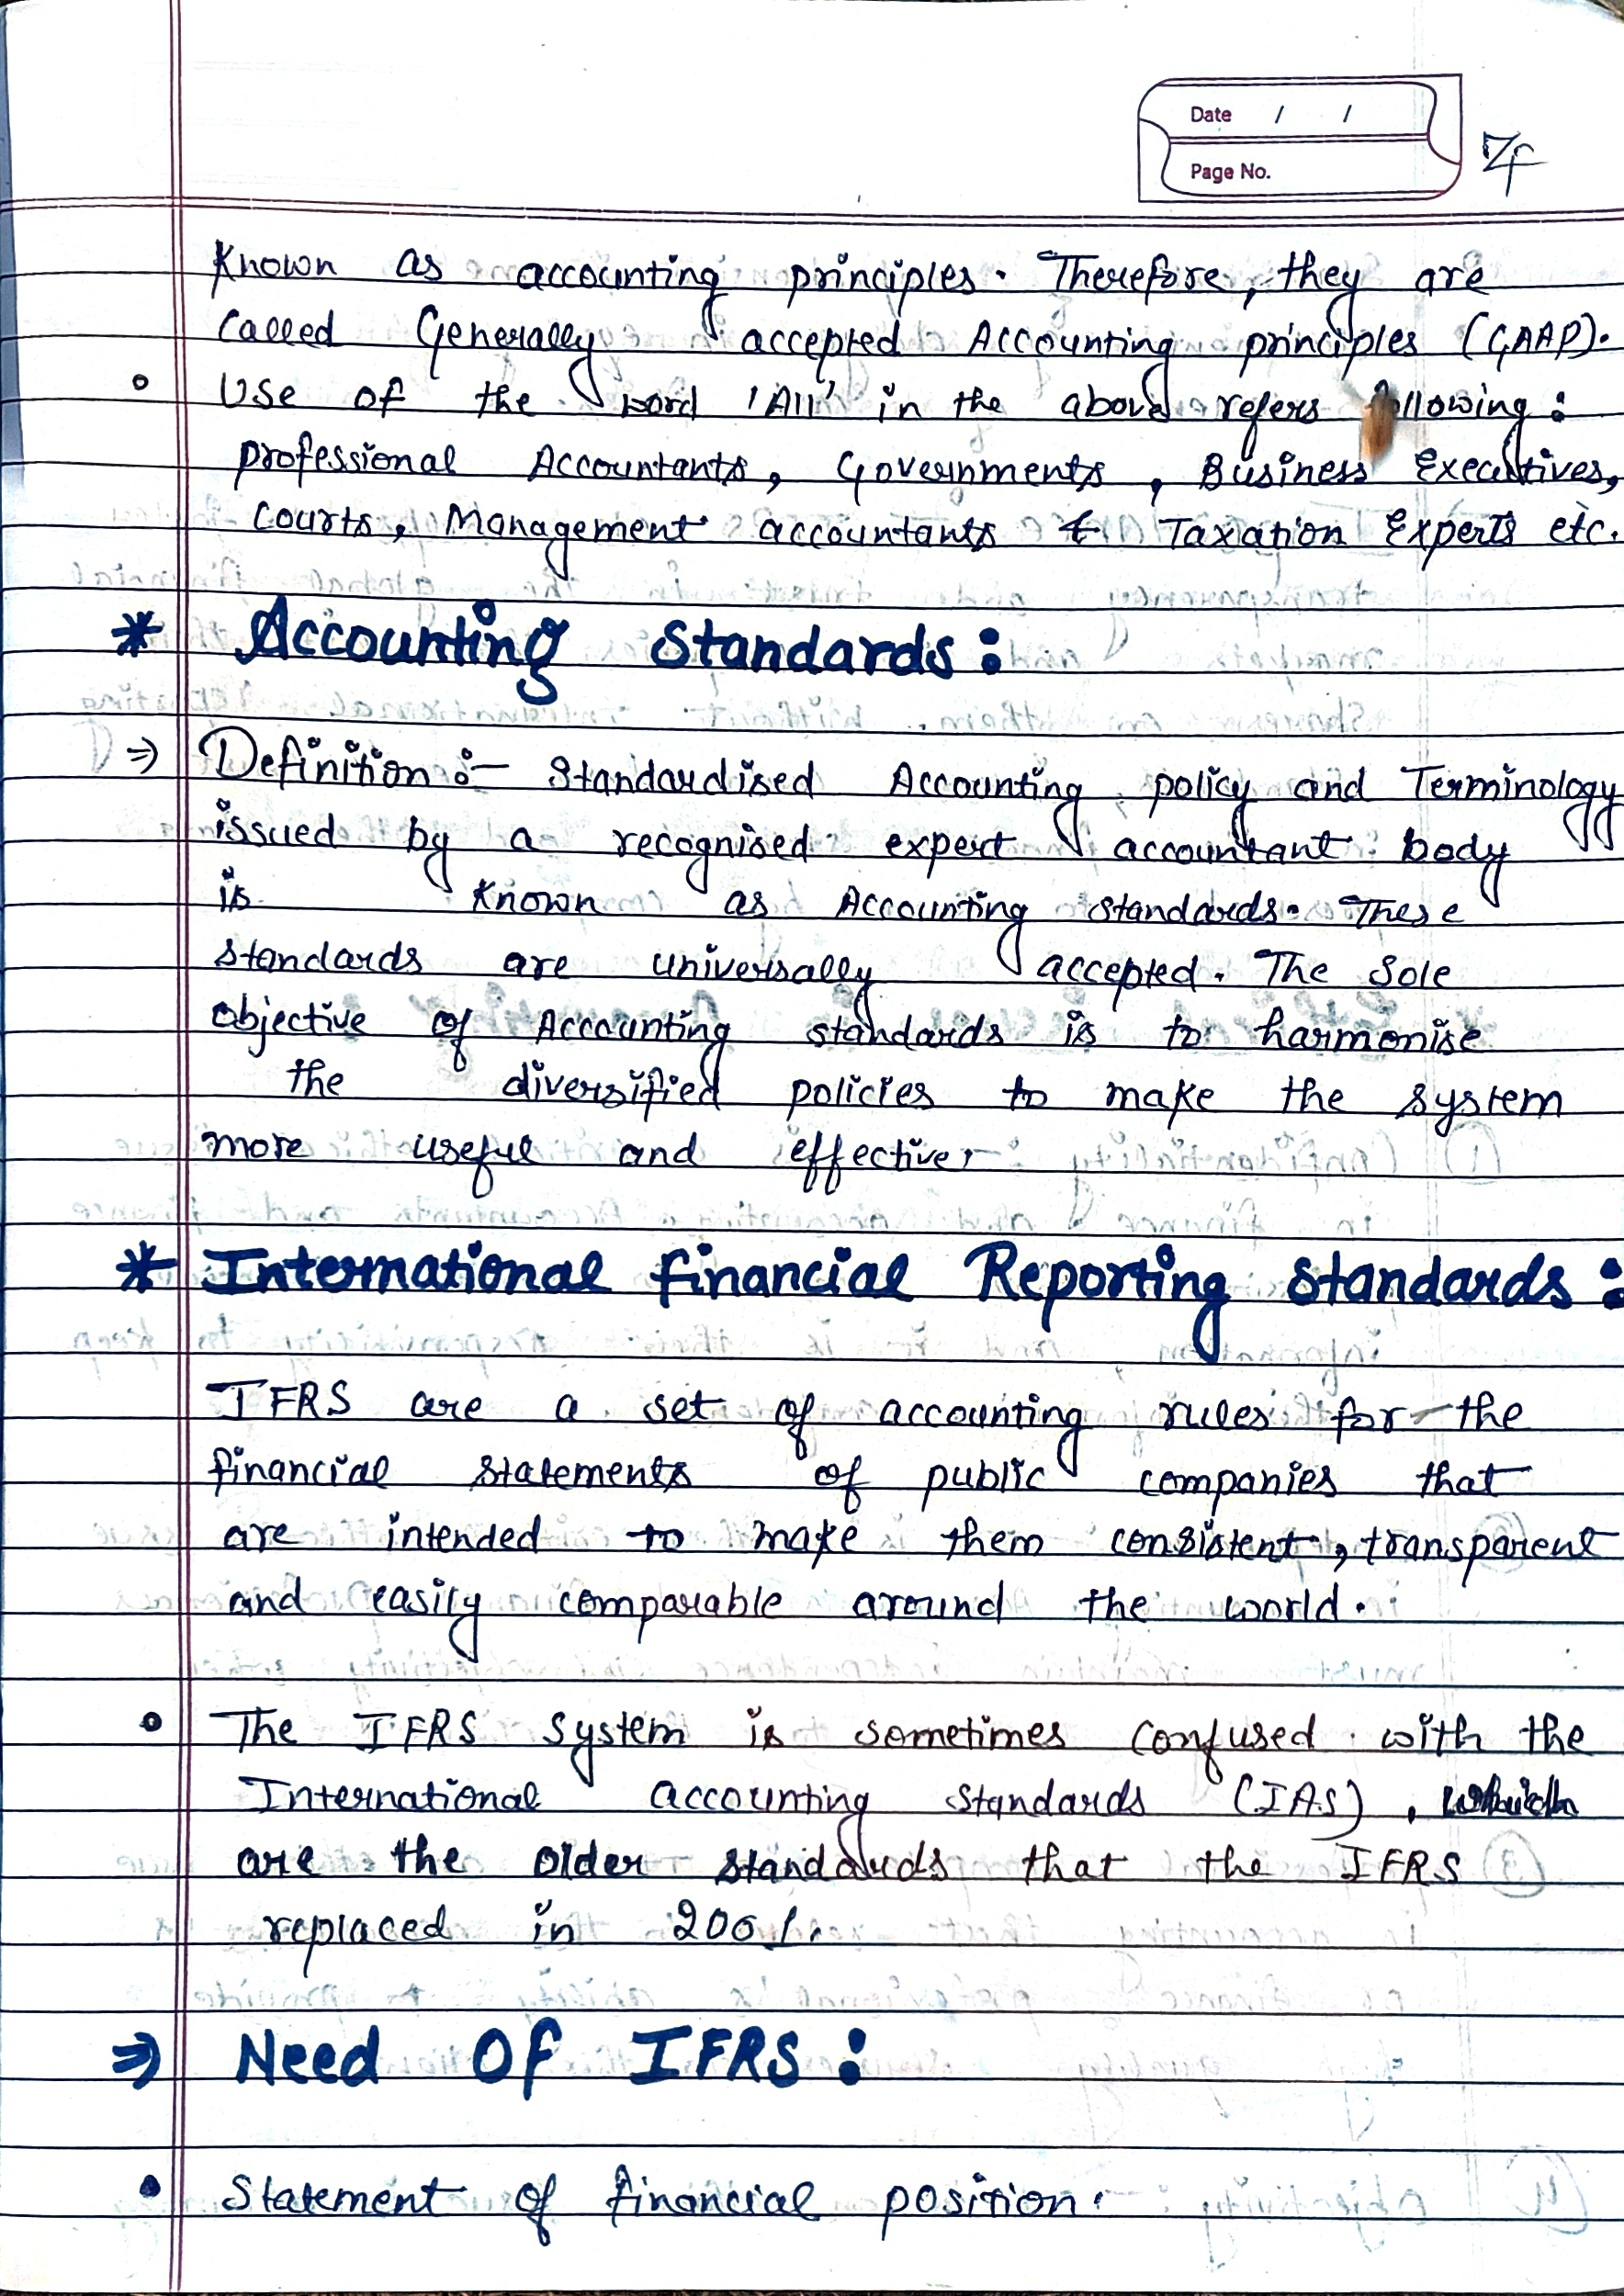 Date / /
Page No.
Known as accounting principles. Therefore, they are
called Generally accepted Accounting principles (GAAP).
• Use of the word 'All' in the above refers following :
professional Accountants, Governments, Business Executives,
courts, Management accountants & Taxation Experts etc.
* Accounting Standards :
⇒ Definition :- Standardised Accounting policy and Terminology
issued by a recognised expert accountant body
is known as Accounting standards. These
standards are universally accepted. The Sole
objective of Accounting standards is to harmonise
the diversified policies to make the system
more useful and effective.
* International Financial Reporting Standards :
IFRS are a set of accounting rules for the
financial statements of public companies that
are intended to make them consistent, transparent
and easily comparable around the world.
• The IFRS System is sometimes confused with the
International accounting standards (IAS), which
are the older standards that the IFRS
replaced in 2001.
⇒ Need Of IFRS :
• Statement of financial position.